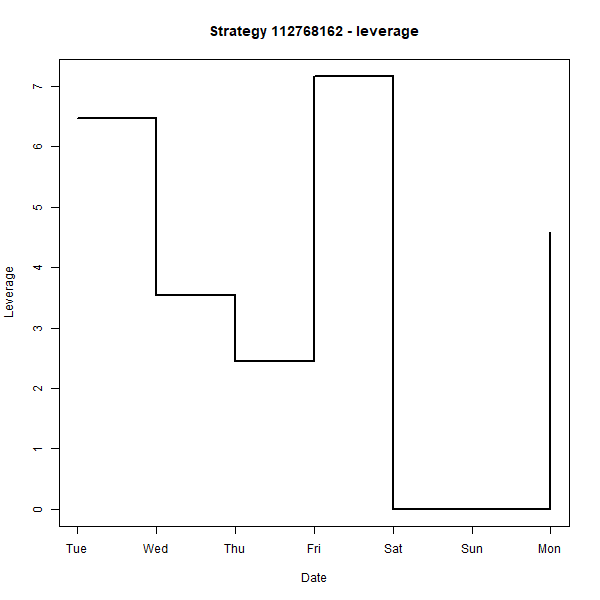 Strategy 112768162 - leverage
7
6
5
4
3
2
1
0
Leverage
Tue Wed Thu Fri Sat Sun Mon
Date